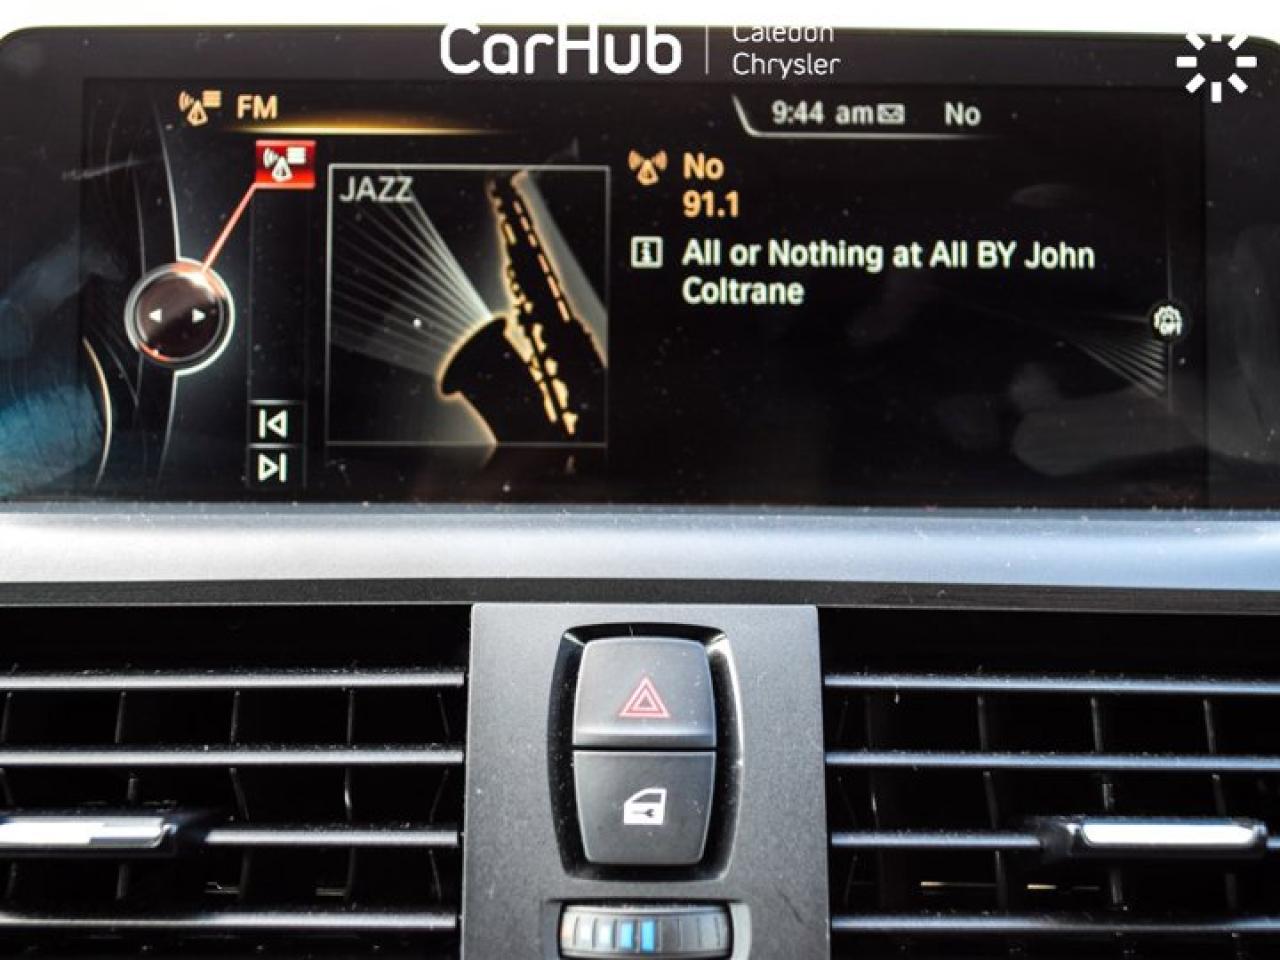 CarHub
Caledon
Chrysler
FM
9:44 am No
JAZZ
No
91.1
All or Nothing at All BY John
Coltrane
OFF